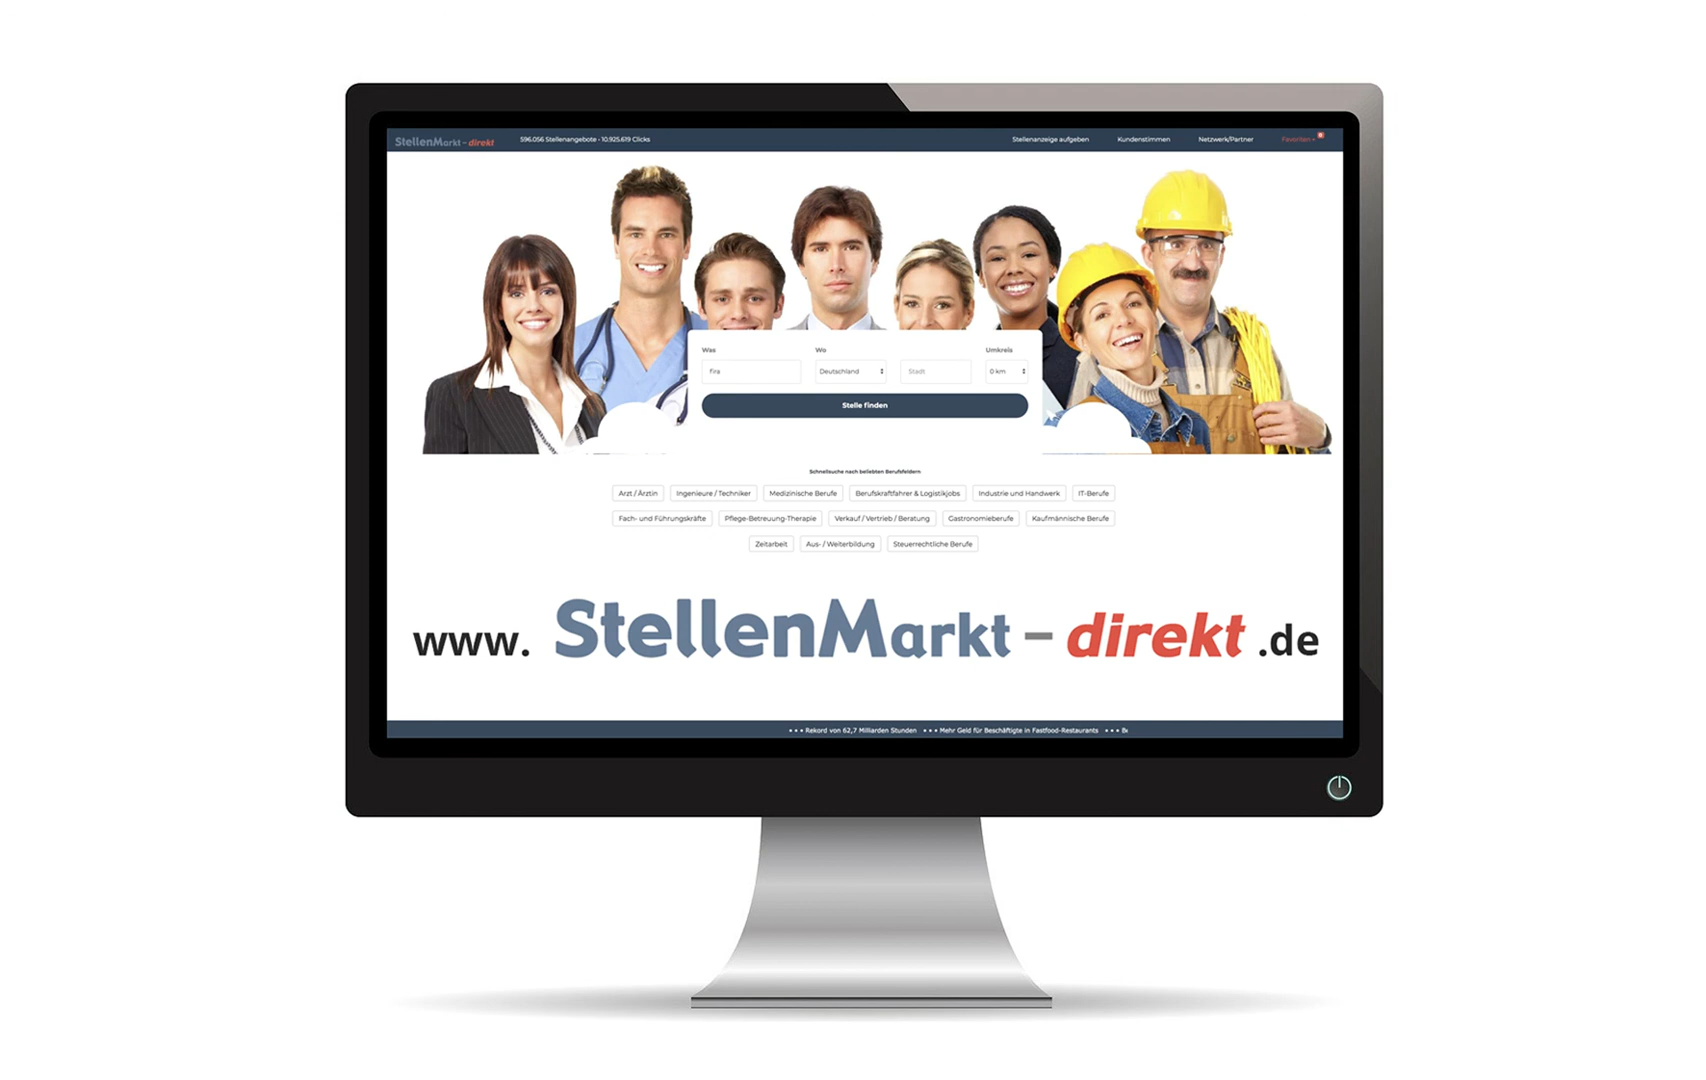 StellenMarkt - direkt 596.056 Stellenangebote • 10.925.619 Clicks Stellenanzeige aufgeben Kundenstimmen Netzwerk/Partner Favoriten
Was Wo Umkreis
fira Deutschland Stadt 0 km
Stelle finden
Schnellsuche nach beliebten Berufsfeldern
Arzt / Ärztin Ingenieure / Techniker Medizinische Berufe Berufskraftfahrer & Logistikjobs Industrie und Handwerk IT-Berufe
Fach- und Führungskräfte Pflege-Betreuung-Therapie Verkauf / Vertrieb / Beratung Gastronomieberufe Kaufmännische Berufe
Zeitarbeit Aus- / Weiterbildung Steuerrechtliche Berufe
www. StellenMarkt - direkt .de
• • • Rekord von 62,7 Milliarden Stunden • • • Mehr Geld für Beschäftigte in Fastfood-Restaurants • • •